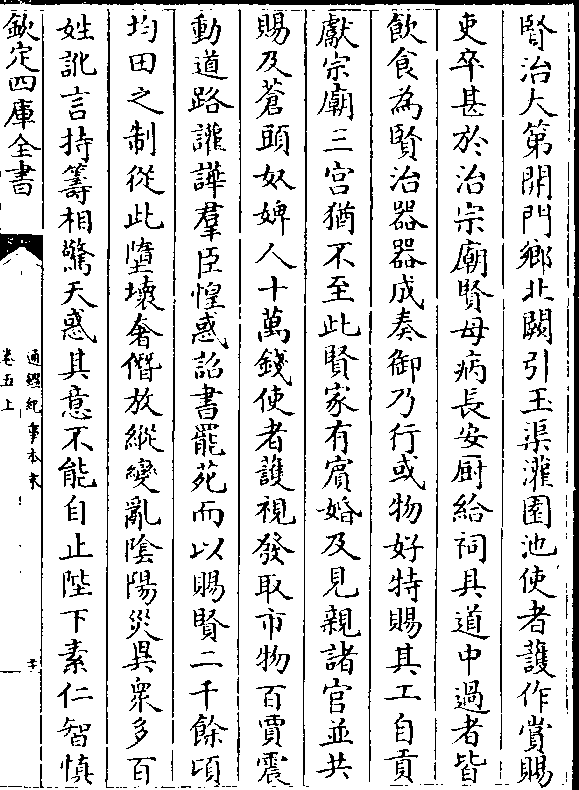 賢治大第開門鄉北闕引王渠灌園池使者護作賞賜
吏卒甚於治宗廟賢母病長安厨給祠具道中過者皆
飲食為賢治器器成奏御乃行或物好特賜其工自貢
獻宗廟三宫猶不至此賢家有賔婚及見親諸官並共
賜及蒼頭奴婢人十萬錢使者護視發取市物百賈震
動道路讙譁羣臣惶惑詔書罷苑而以賜賢二千餘頃
均田之制從此墮壊奢僭放縱變亂隂陽災異衆多百
姓訛言持籌相驚天惑其意不能自止陛下素仁智慎
欽定四庫全書
通鑑紀事本末
卷五上